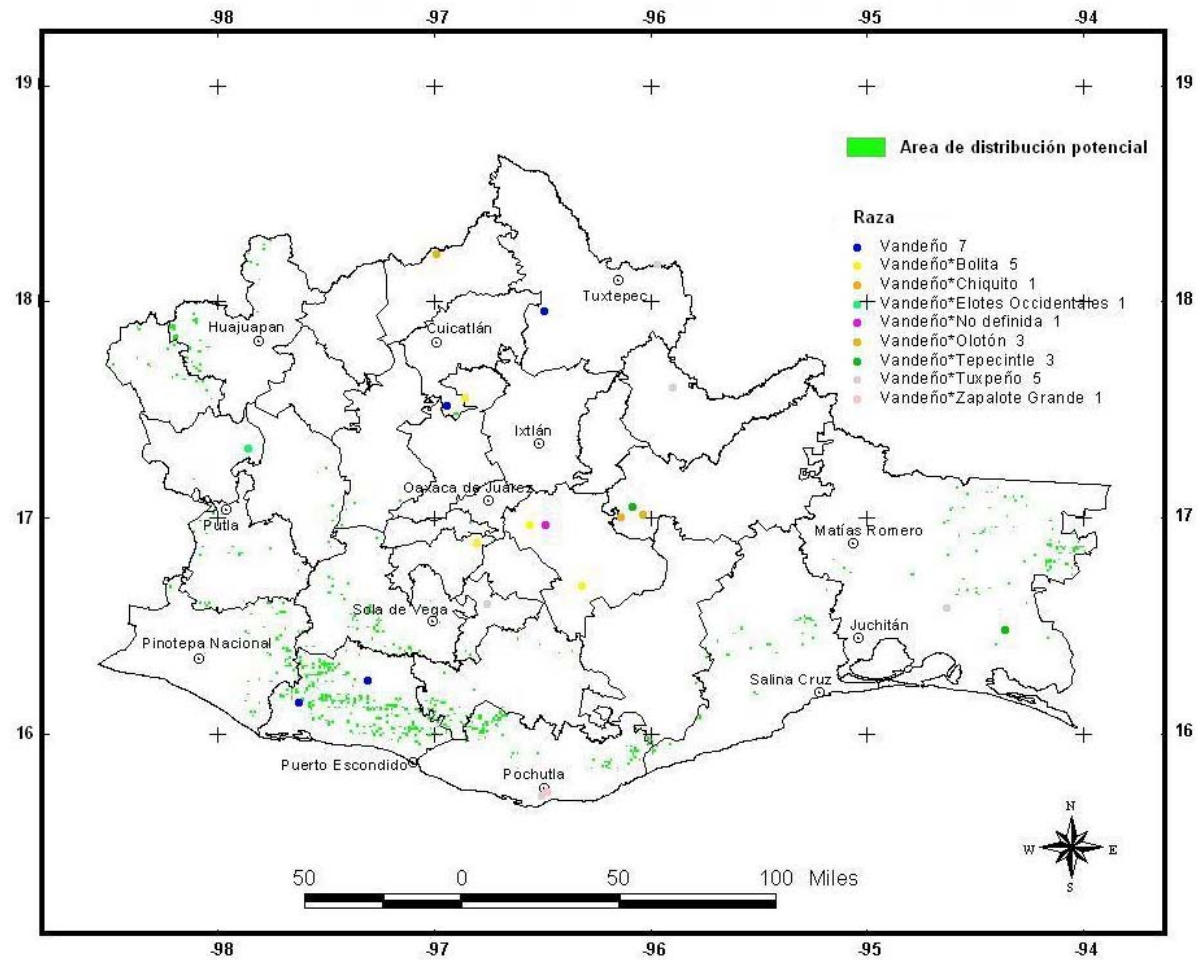 -98 -97 -96 -95 -94
19 19
Area de distribución potencial
Raza
Vandeño 7
Vandeño*Bolita 5
Vandeño*Chiquito 1
Vandeño*Elotes Occidentales 1
Vandeño*No definida 1
Vandeño*Olotón 3
Vandeño*Tepecintle 3
Vandeño*Tuxpeño 5
Vandeño*Zapalote Grande 1
Tuxtepec
18 18
Huajuapan
Cuicatlán
Ixtlán
Oaxaca de Juárez
17 17
Putla
Matías Romero
Sola de Vega
Juchitán
Pinotepa Nacional
Salina Cruz
16 16
Puerto Escondido
Pochutla
N
W E
S
50 0 50 100 Miles
-98 -97 -96 -95 -94